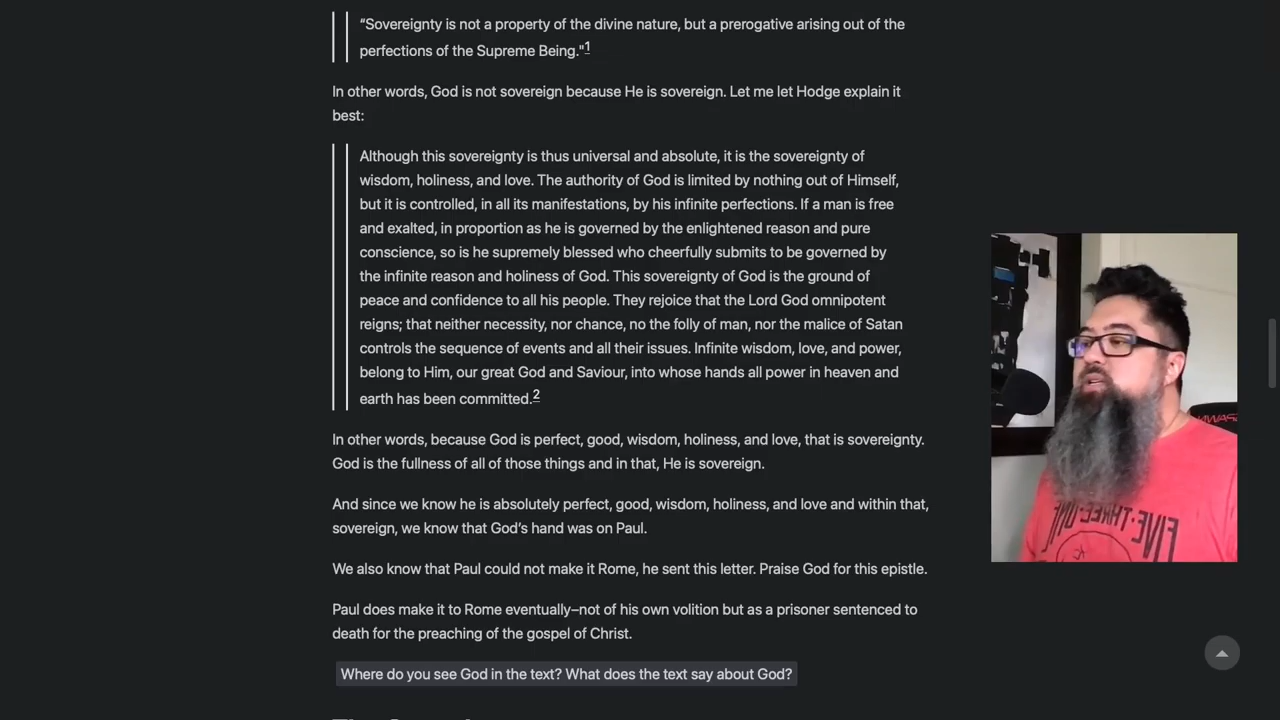 “Sovereignty is not a property of the divine nature, but a prerogative arising out of the
perfections of the Supreme Being."1
In other words, God is not sovereign because He is sovereign. Let me let Hodge explain it
best:
Although this sovereignty is thus universal and absolute, it is the sovereignty of
wisdom, holiness, and love. The authority of God is limited by nothing out of Himself,
but it is controlled, in all its manifestations, by his infinite perfections. If a man is free
and exalted, in proportion as he is governed by the enlightened reason and pure
conscience, so is he supremely blessed who cheerfully submits to be governed by
the infinite reason and holiness of God. This sovereignty of God is the ground of
peace and confidence to all his people. They rejoice that the Lord God omnipotent
reigns; that neither necessity, nor chance, no the folly of man, nor the malice of Satan
controls the sequence of events and all their issues. Infinite wisdom, love, and power,
belong to Him, our great God and Saviour, into whose hands all power in heaven and
earth has been committed.2
In other words, because God is perfect, good, wisdom, holiness, and love, that is sovereignty.
God is the fullness of all of those things and in that, He is sovereign.
And since we know he is absolutely perfect, good, wisdom, holiness, and love and within that,
sovereign, we know that God’s hand was on Paul.
We also know that Paul could not make it Rome, he sent this letter. Praise God for this epistle.
Paul does make it to Rome eventually–not of his own volition but as a prisoner sentenced to
death for the preaching of the gospel of Christ.
Where do you see God in the text? What does the text say about God?
FIVE·THREE·ONE